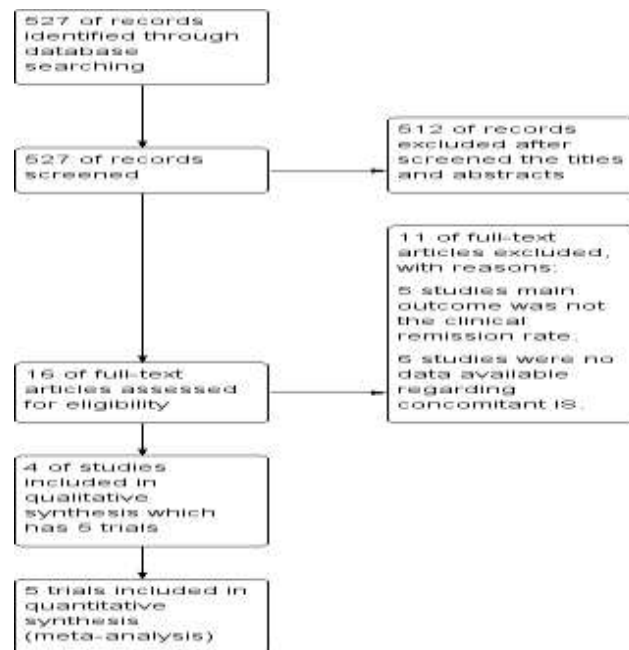 527 of records
identified through
database
searching
527 of records
screened
512 of records
excluded after
screened the titles
and abstracts
15 of full-text
articles assessed
for eligibility
11 of full-text
articles excluded,
with reasons:
5 studies main
outcome was not
the clinical
remission rate.
6 studies were no
data available
regarding
concomitant IS.
4 of studies
included in
qualitative
synthesis which
has 5 trials
5 trials included in
quantitative
synthesis
(meta-analysis)